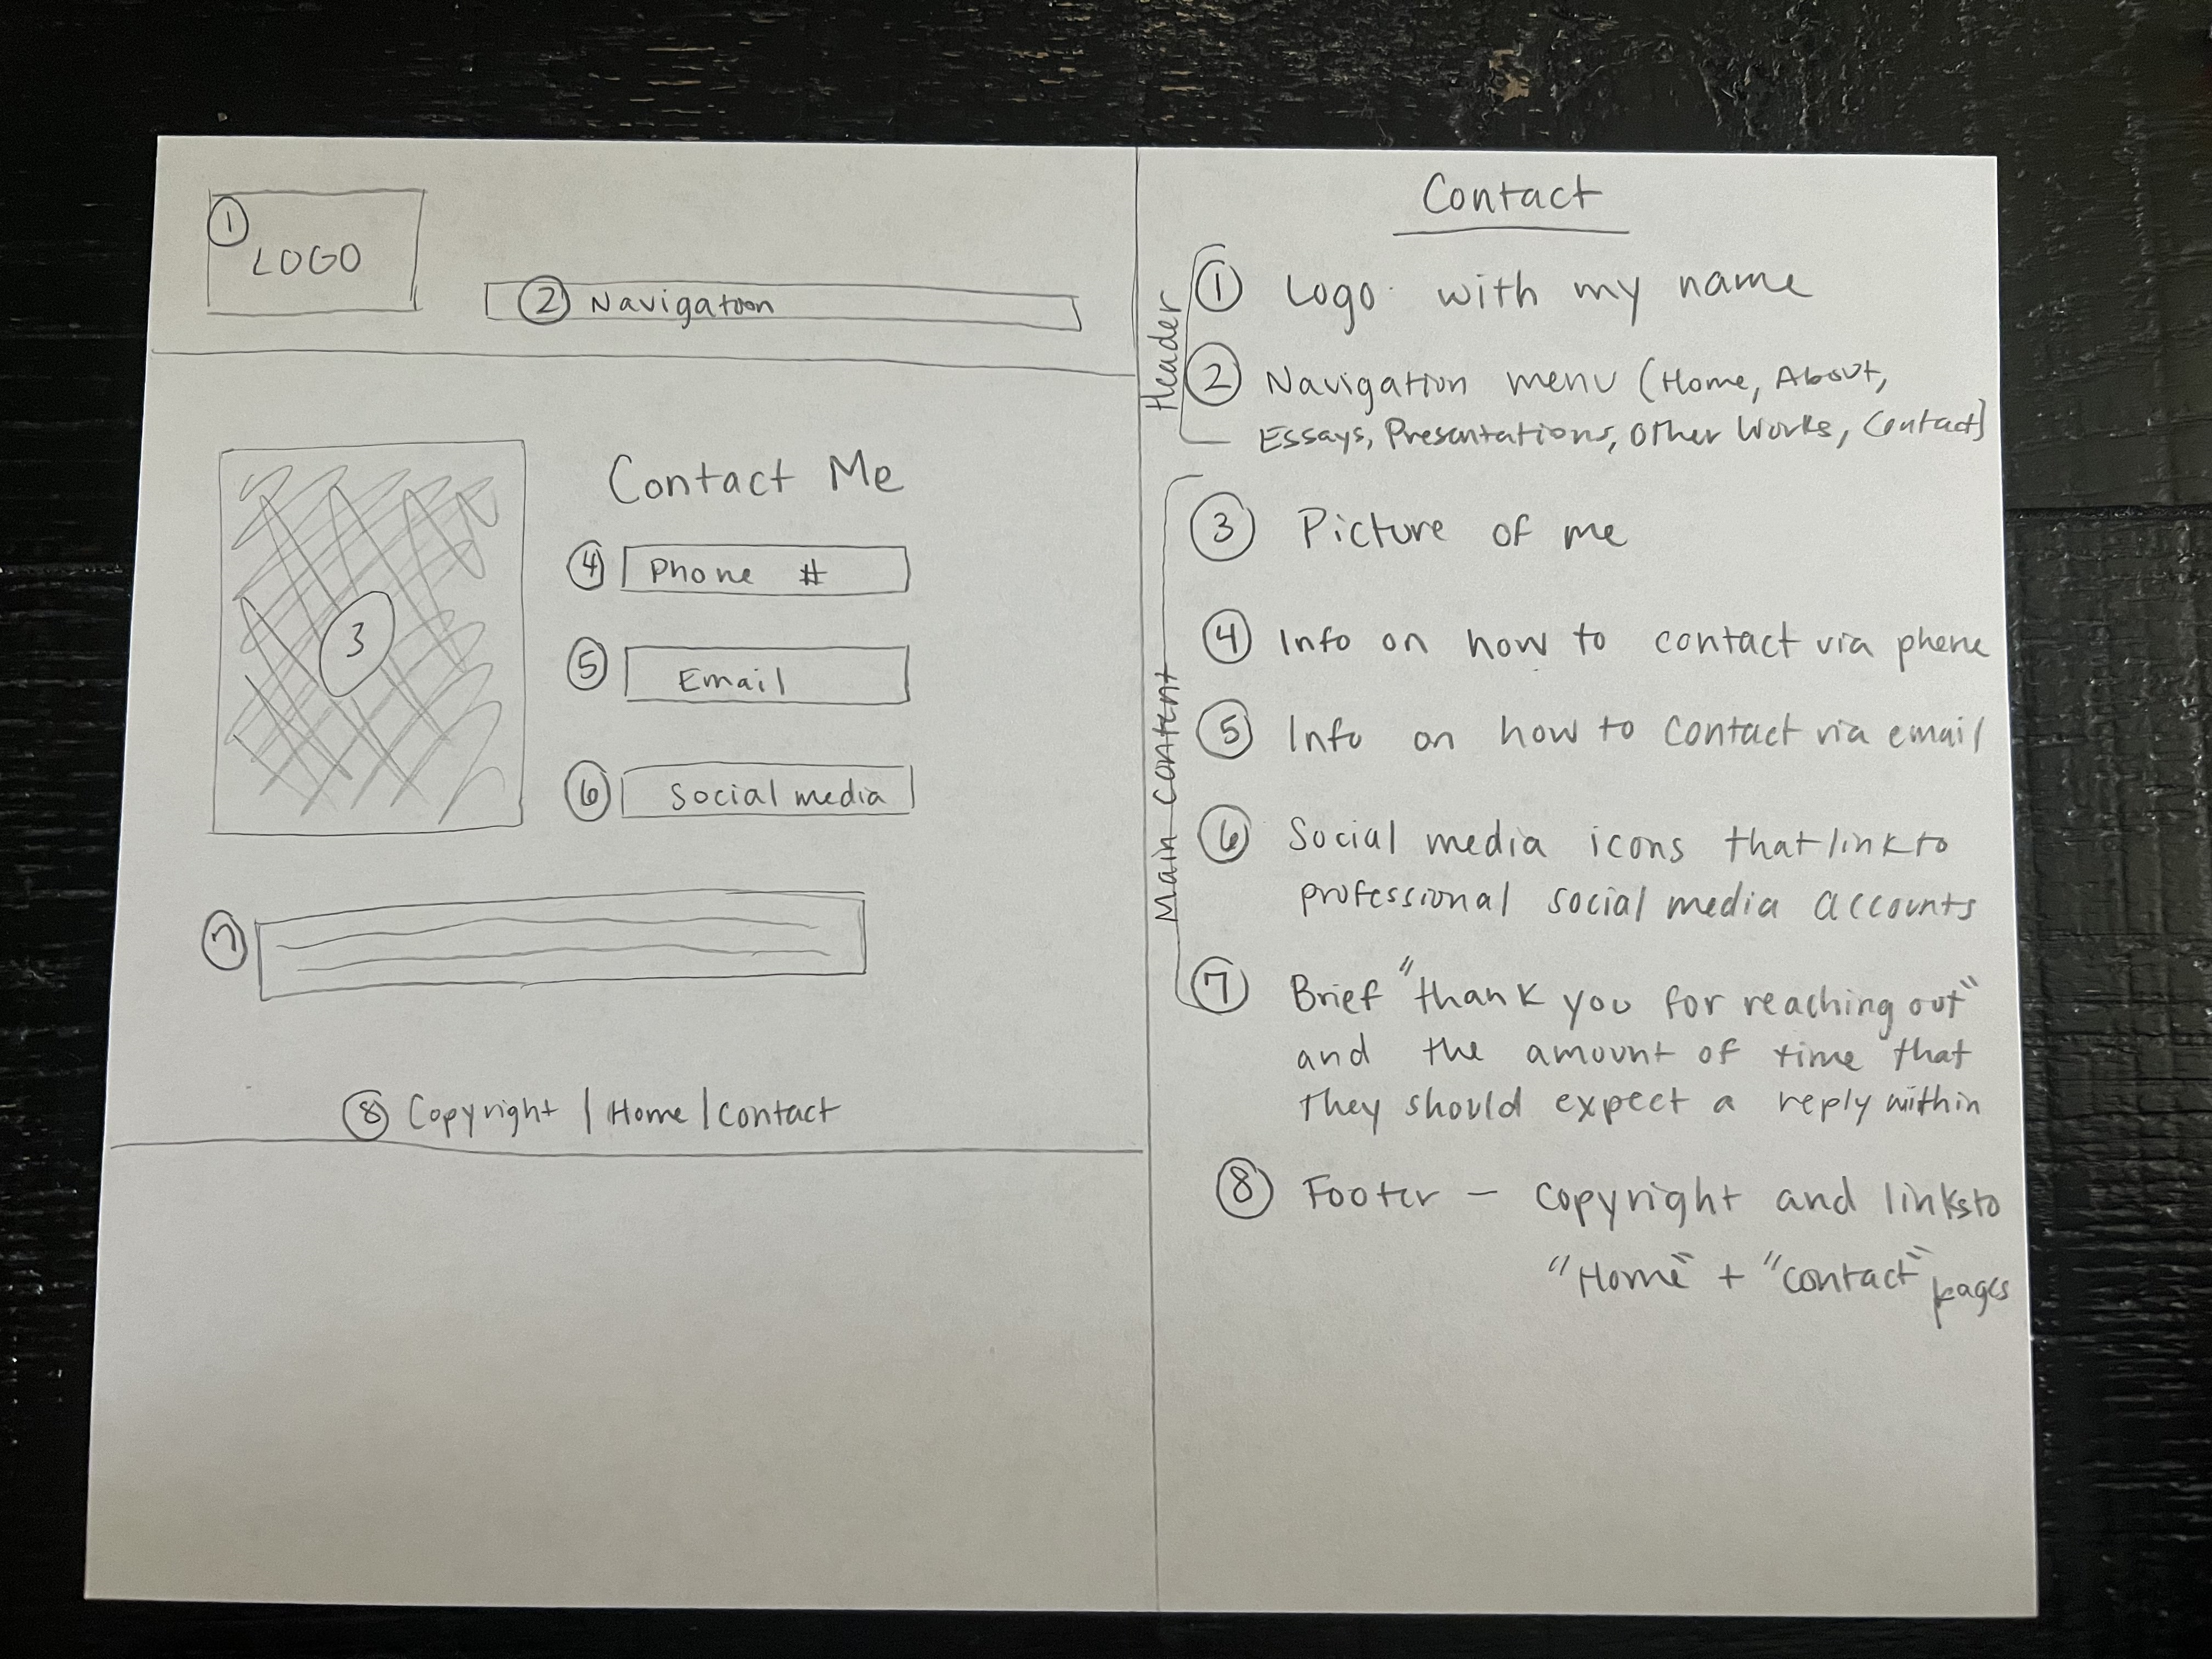 1
LOGO
2 Navigatoon
Contact Me
3
4 Phone #
5 Email
6 Social media
7
8 Copyright | Home | Contact
Contact
Header
1 Logo with my name
2 Navigation menu (Home, About,
Essays, Presentations, Other Works, Contact)
Main Content
3 Picture of me
4 Info on how to contact via phone
5 Info on how to contact via email
6 Social media icons that link to
professional social media accounts
7 Brief "thank you for reaching out"
and the amount of time that
they should expect a reply within
8 Footer - Copyright and links to
"Home" + "Contact" pages